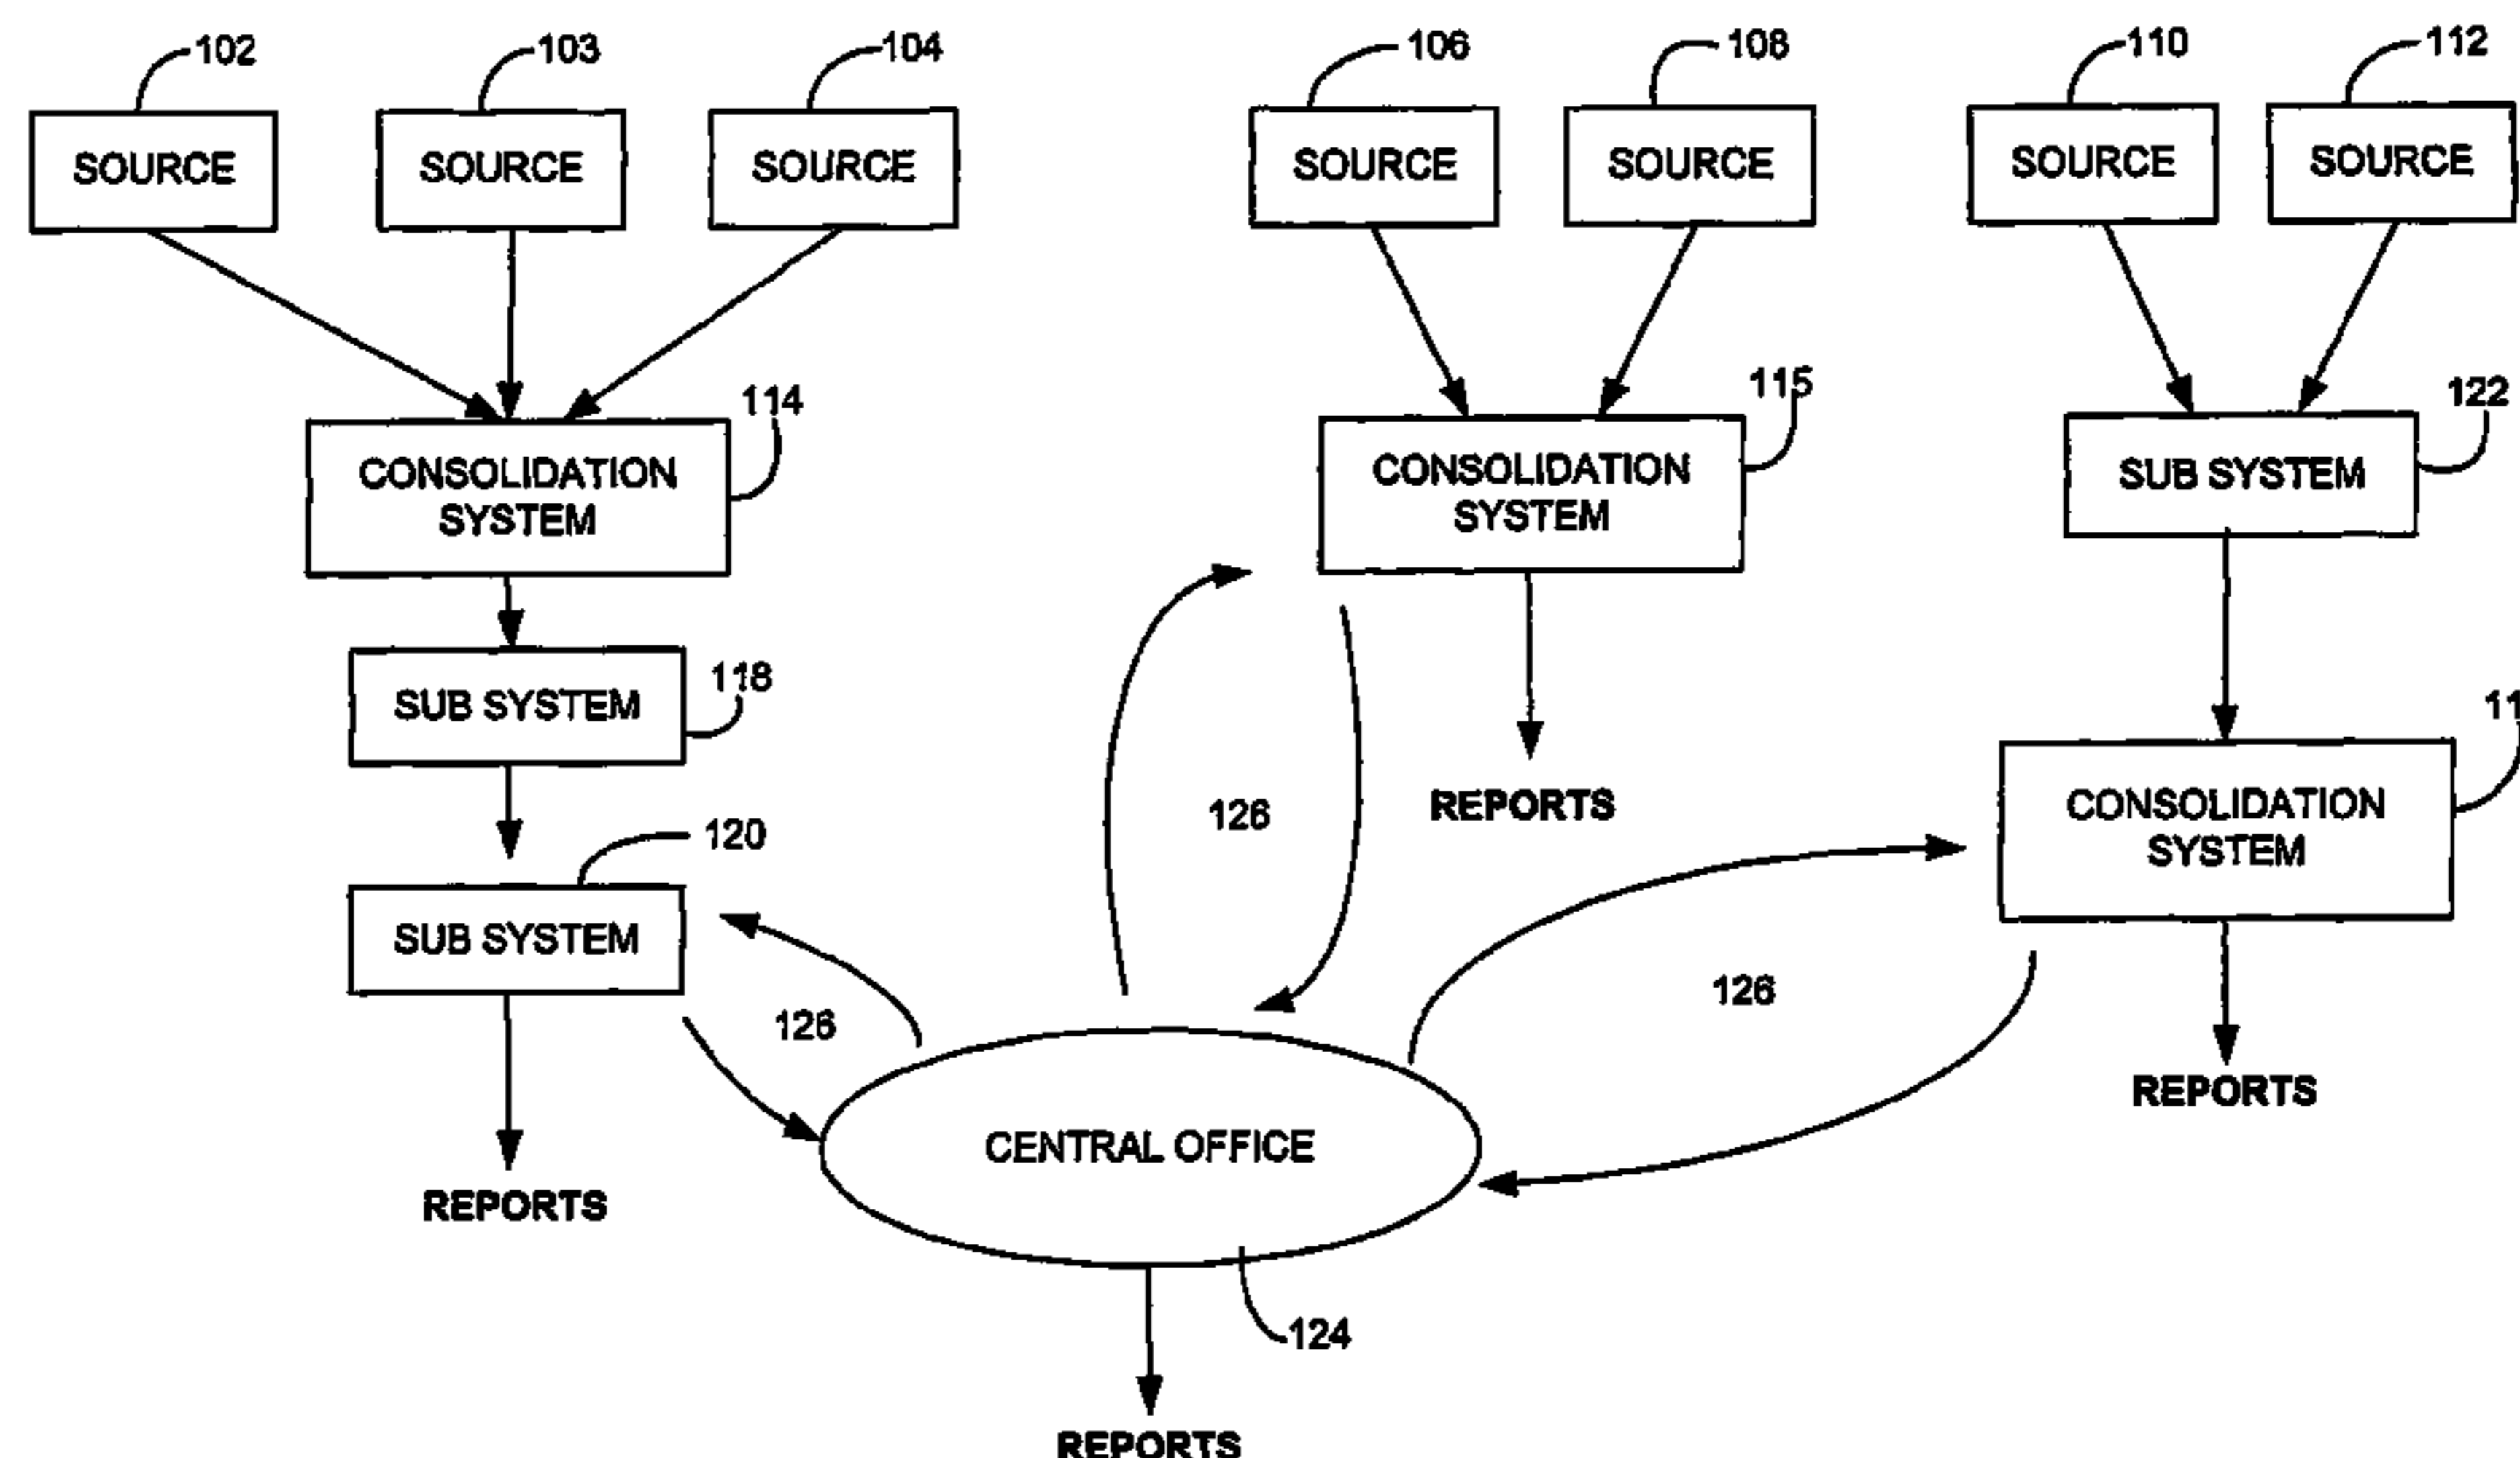 102
103
104
106
108
110
112
SOURCE
SOURCE
SOURCE
SOURCE
SOURCE
SOURCE
SOURCE
114
115
122
CONSOLIDATION
SYSTEM
CONSOLIDATION
SYSTEM
SUB SYSTEM
118
SUB SYSTEM
11
126
REPORTS
CONSOLIDATION
SYSTEM
120
SUB SYSTEM
126
126
REPORTS
CENTRAL OFFICE
REPORTS
124
REPORTS